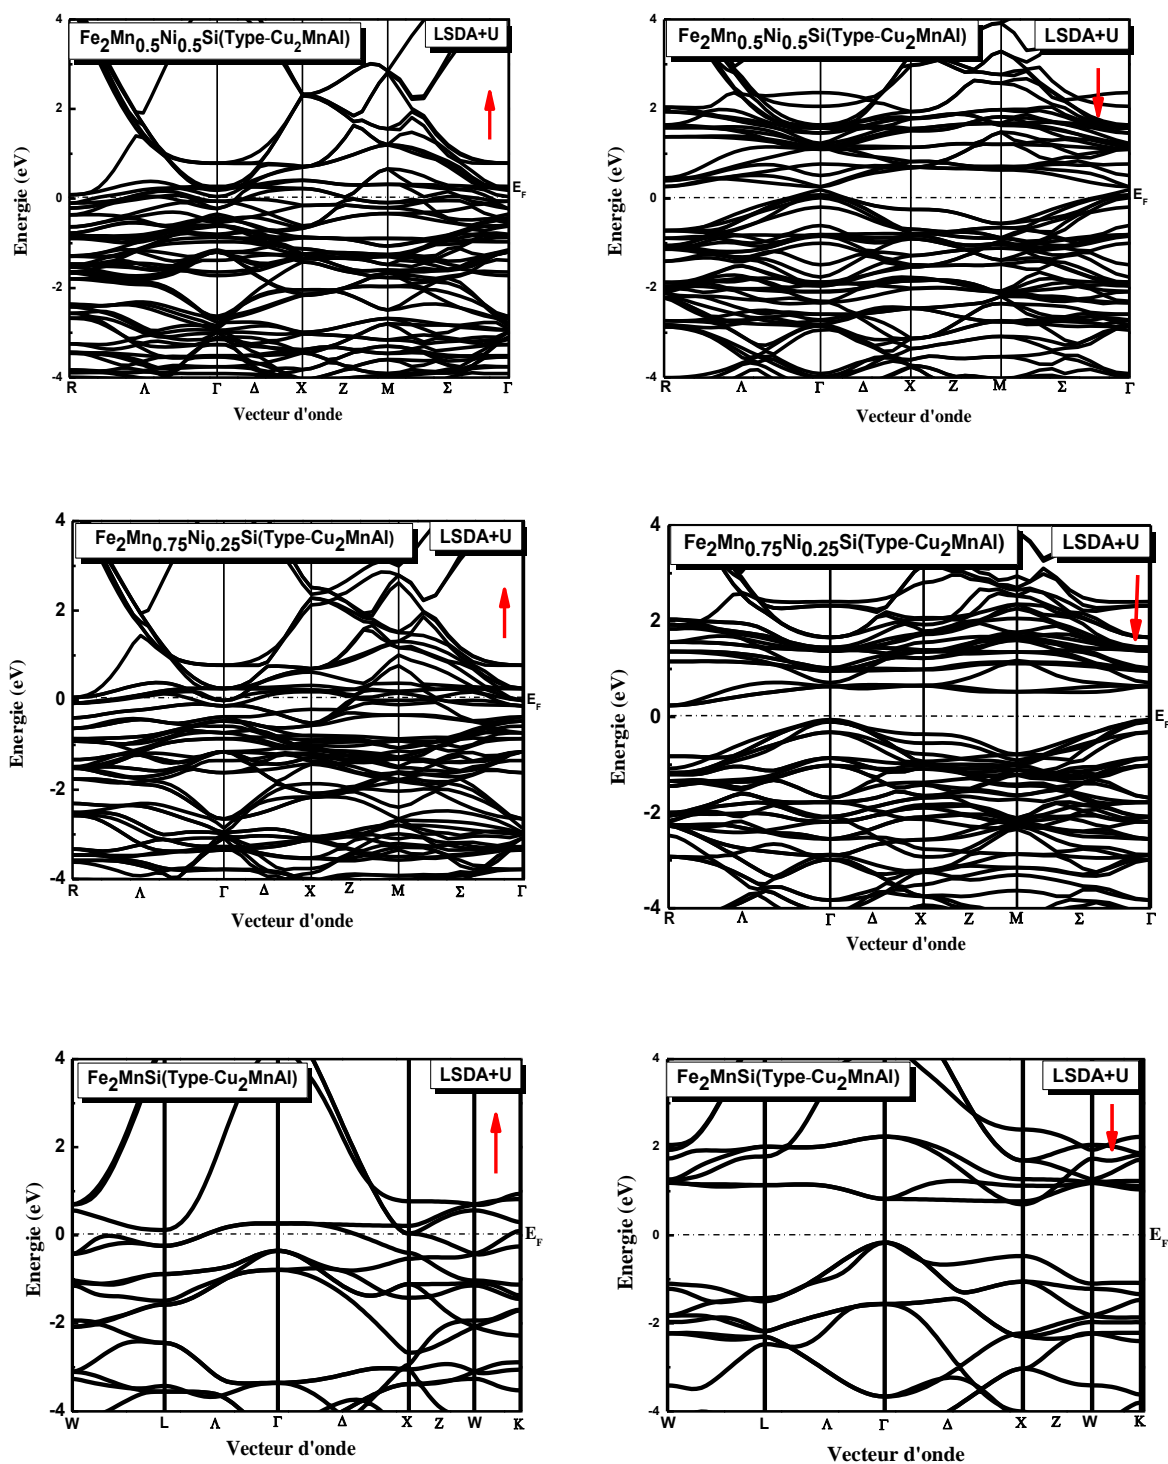 Fe2Mn0.5Ni0.5Si(Type-Cu2MnAl)
LSDA+U
Energie (eV)
4
2
0
-2
-4
EF
R Λ Γ Δ X Z M Σ Γ
Vecteur d'onde
Fe2Mn0.5Ni0.5Si(Type-Cu2MnAl)
LSDA+U
Energie (eV)
4
2
0
-2
-4
EF
R Λ Γ Δ X Z M Σ Γ
Vecteur d'onde
Fe2Mn0.75Ni0.25Si(Type-Cu2MnAl)
LSDA+U
Energie (eV)
4
2
0
-2
-4
EF
R Λ Γ Δ X Z M Σ Γ
Vecteur d'onde
Fe2Mn0.75Ni0.25Si(Type-Cu2MnAl)
LSDA+U
Energie (eV)
4
2
0
-2
-4
EF
R Λ Γ Δ X Z M Σ Γ
Vecteur d'onde
Fe2MnSi(Type-Cu2MnAl)
LSDA+U
Energie (eV)
4
2
0
-2
-4
EF
W L Λ Γ Δ X Z W K
Vecteur d'onde
Fe2MnSi(Type-Cu2MnAl)
LSDA+U
Energie (eV)
4
2
0
-2
-4
EF
W L Λ Γ Δ X Z W K
Vecteur d'onde